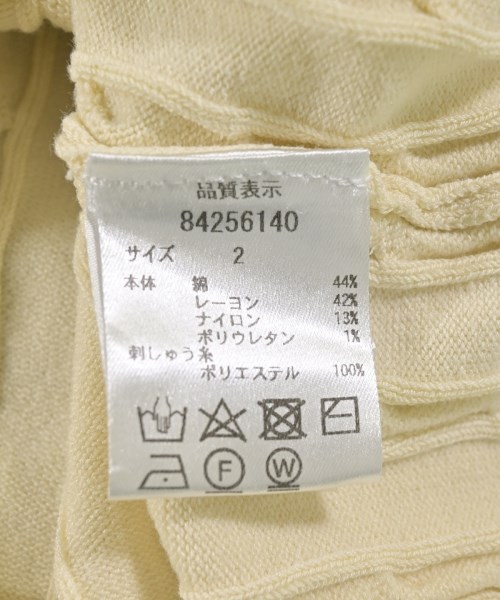 品質表示
84256140
サイズ 2
本体 綿 44%
レーヨン 42%
ナイロン 13%
ポリウレタン 1%
刺しゅう糸
ポリエステル 100%
F W